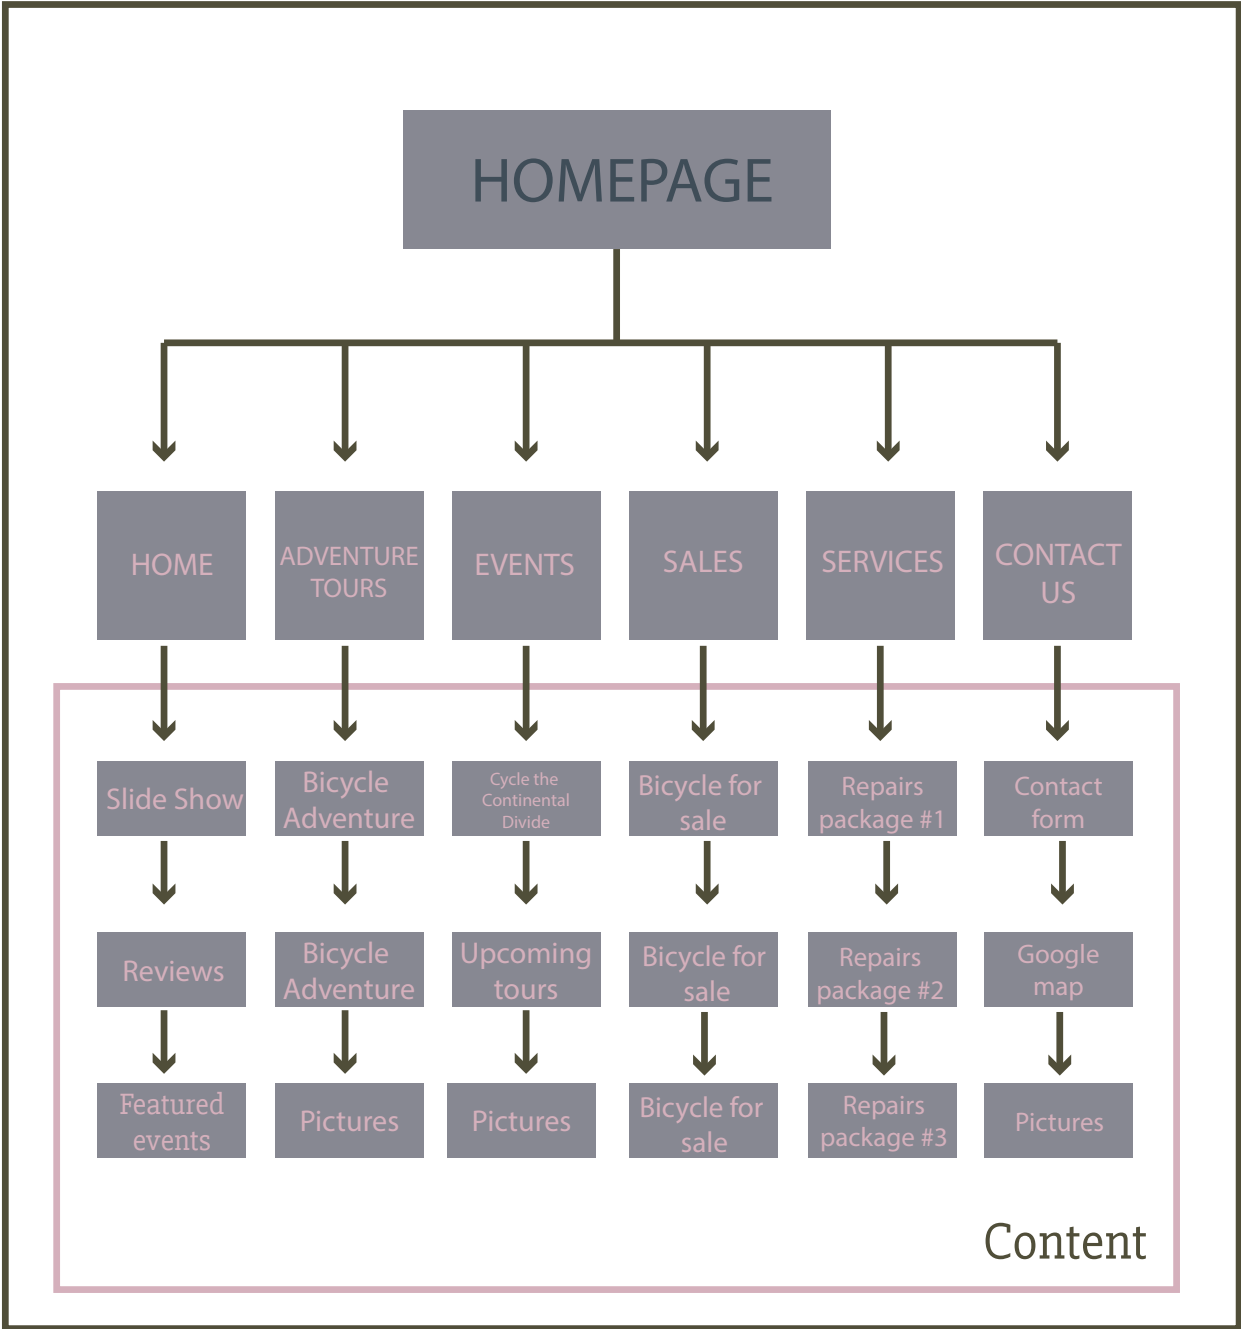 HOMEPAGE
HOME
ADVENTURE
TOURS
EVENTS
SALES
SERVICES
CONTACT
US
Slide Show
Bicycle
Adventure
Cycle the
Continental
Divide
Bicycle for
sale
Repairs
package #1
Contact
form
Reviews
Bicycle
Adventure
Upcoming
tours
Bicycle for
sale
Repairs
package #2
Google
map
Featured
events
Pictures
Pictures
Bicycle for
sale
Repairs
package #3
Pictures
Content